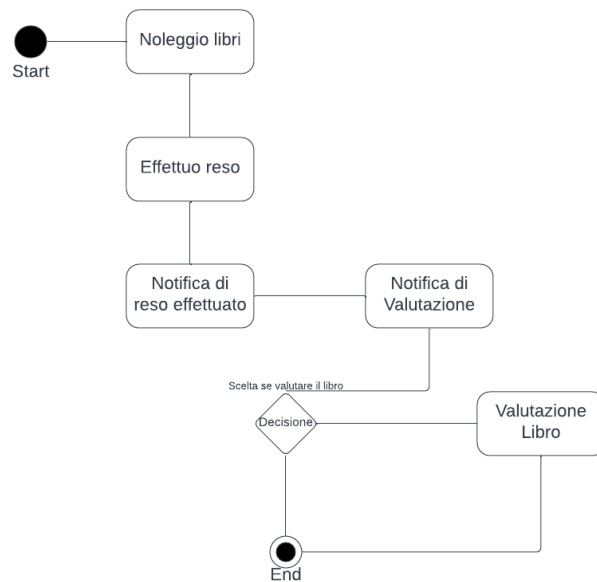 Noleggio libri
Start
Effettuo reso
Notifica di
reso effettuato
Notifica di
Valutazione
Scelta se valutare il libro
Decisione
Valutazione
Libro
End